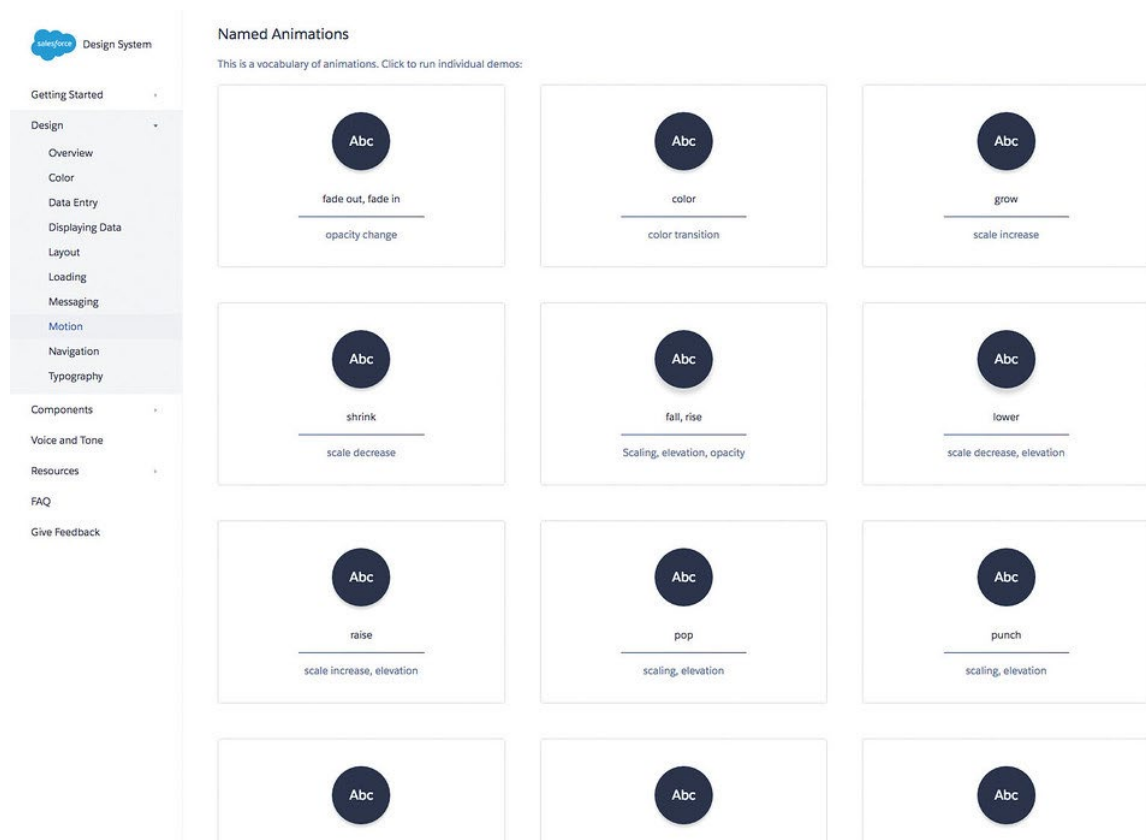 salesforce Design System
Getting Started
Design
Overview
Color
Data Entry
Displaying Data
Layout
Loading
Messaging
Motion
Navigation
Typography
Components
Voice and Tone
Resources
FAQ
Give Feedback
Named Animations
This is a vocabulary of animations. Click to run individual demos:
Abc
fade out, fade in
opacity change
Abc
color
color transition
Abc
grow
scale increase
Abc
shrink
scale decrease
Abc
fall, rise
Scaling, elevation, opacity
Abc
lower
scale decrease, elevation
Abc
raise
scale increase, elevation
Abc
pop
scaling, elevation
Abc
punch
scaling, elevation
Abc
Abc
Abc